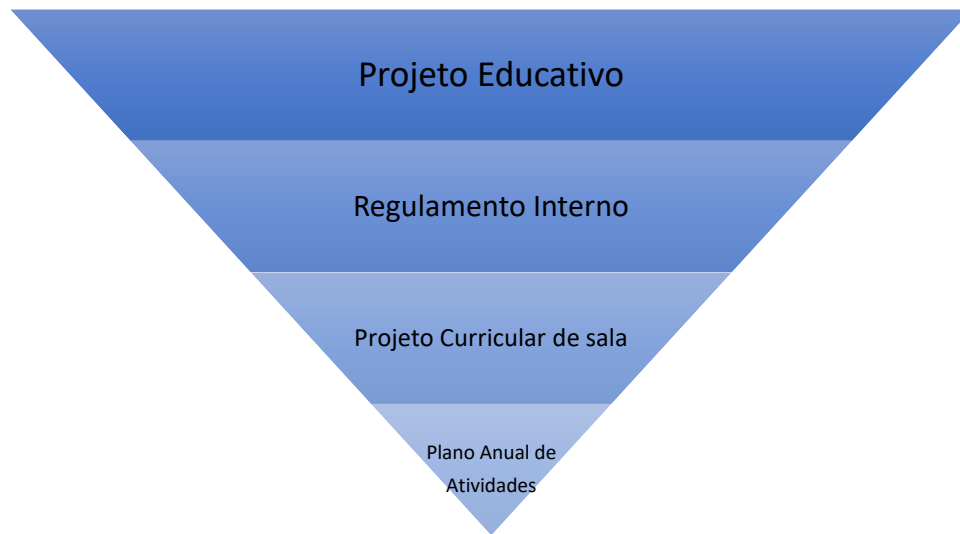 Projeto Educativo
Regulamento Interno
Projeto Curricular de sala
Plano Anual de
Atividades